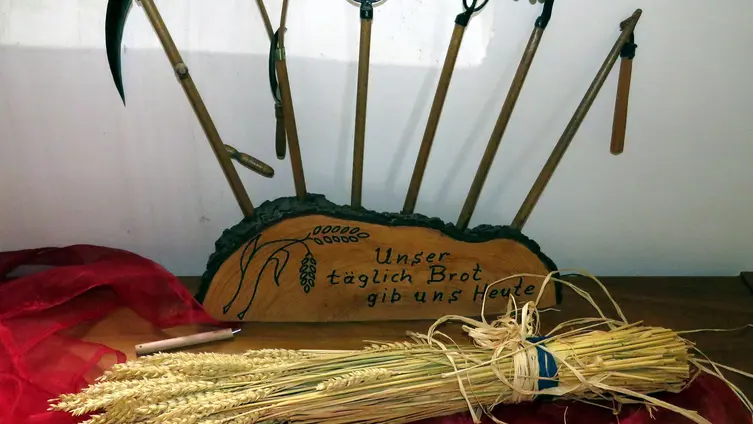 Unser
täglich Brot
gib uns Heute